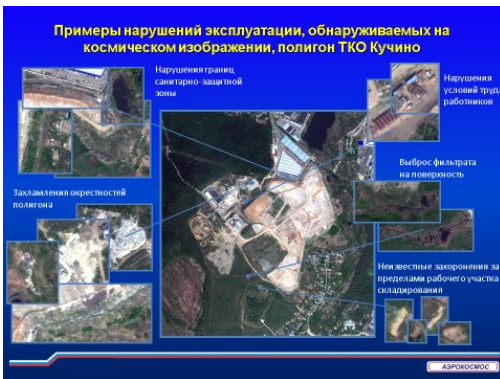 Примеры нарушений эксплуатации, обнаруживаемых на
космическом изображении, полигон ТКО Кучино
Нарушения границ
санитарно-защитной
зоны
Нарушения
условий труда
работников
Выброс фильтрата
на поверхность
Захламления окрестностей
полигона
Неизвестные захоронения за
пределами рабочего участка
складирования
АЭРОКОСМОС